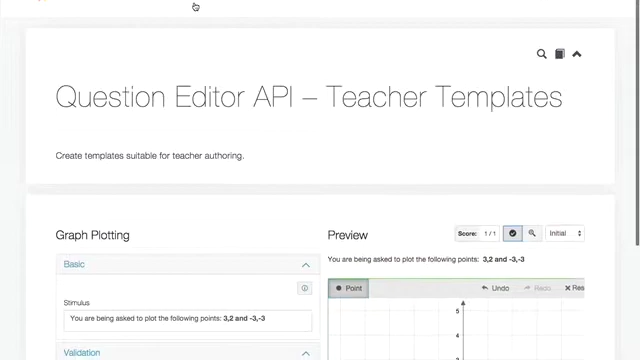 Question Editor API – Teacher Templates
Create templates suitable for teacher authoring.
Graph Plotting
Preview
Score: 1 / 1
Initial
Basic
You are being asked to plot the following points: 3,2 and -3,-3
Point
Undo
Redo
Res
Stimulus
You are being asked to plot the following points: 3,2 and -3,-3
5
4
Validation